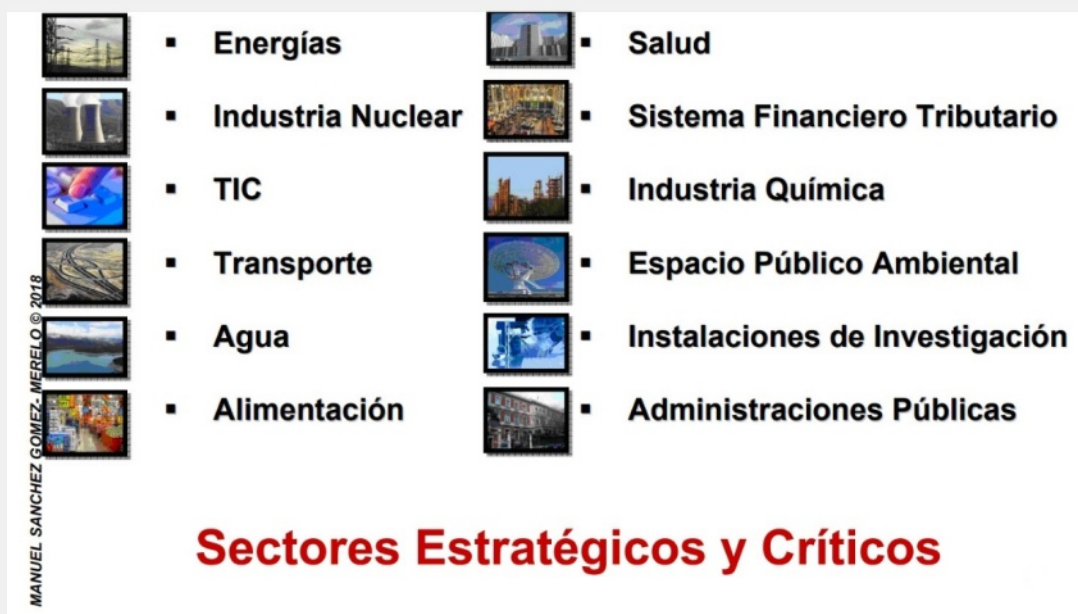 Energías
Industria Nuclear
TIC
Transporte
Agua
Alimentación
Salud
Sistema Financiero Tributario
Industria Química
Espacio Público Ambiental
Instalaciones de Investigación
Administraciones Públicas
MANUEL SANCHEZ GOMEZ- MERELO © 2018
Sectores Estratégicos y Críticos